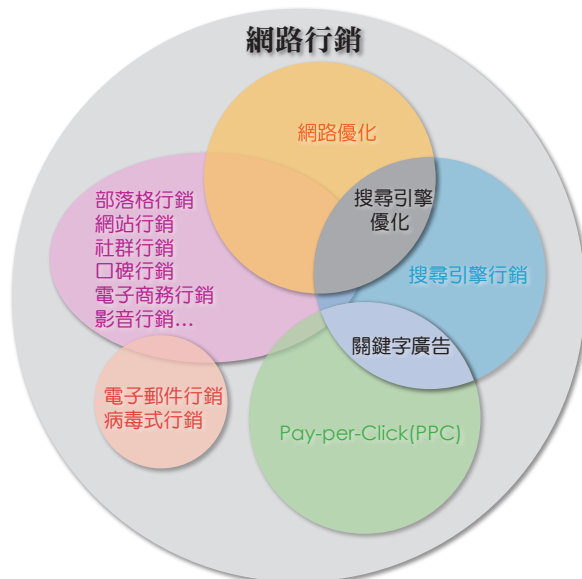 網路行銷
網路優化
部落格行銷
網站行銷
社群行銷
口碑行銷
電子商務行銷
影音行銷...
搜尋引擎
優化
搜尋引擎行銷
關鍵字廣告
電子郵件行銷
病毒式行銷
Pay-per-Click(PPC)